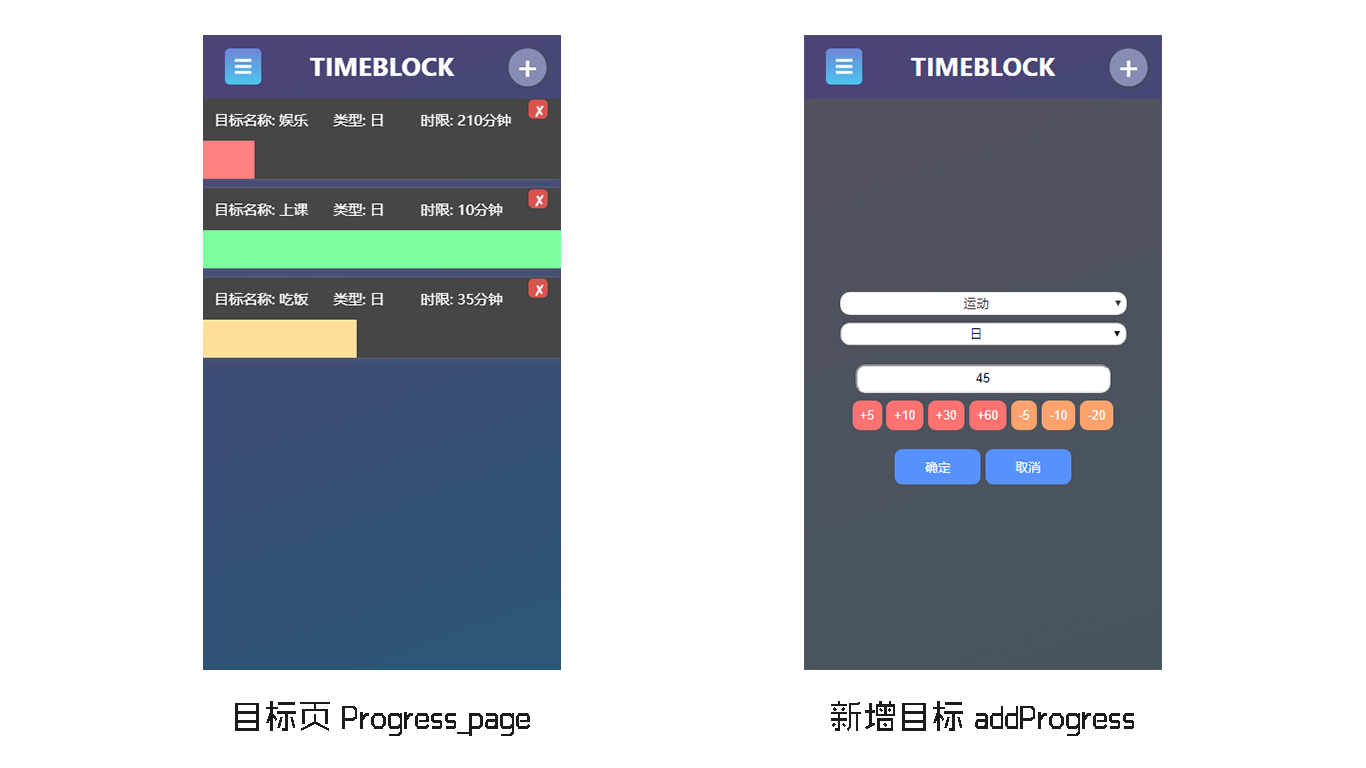 TIMEBLOCK
目标名称: 娱乐 类型: 日 时限: 210分钟 x
目标名称: 上课 类型: 日 时限: 10分钟 x
目标名称: 吃饭 类型: 日 时限: 35分钟 x
目标页 Progress_page
TIMEBLOCK
运动
日
45
+5 +10 +30 +60 -5 -10 -20
确定 取消
新增目标 addProgress